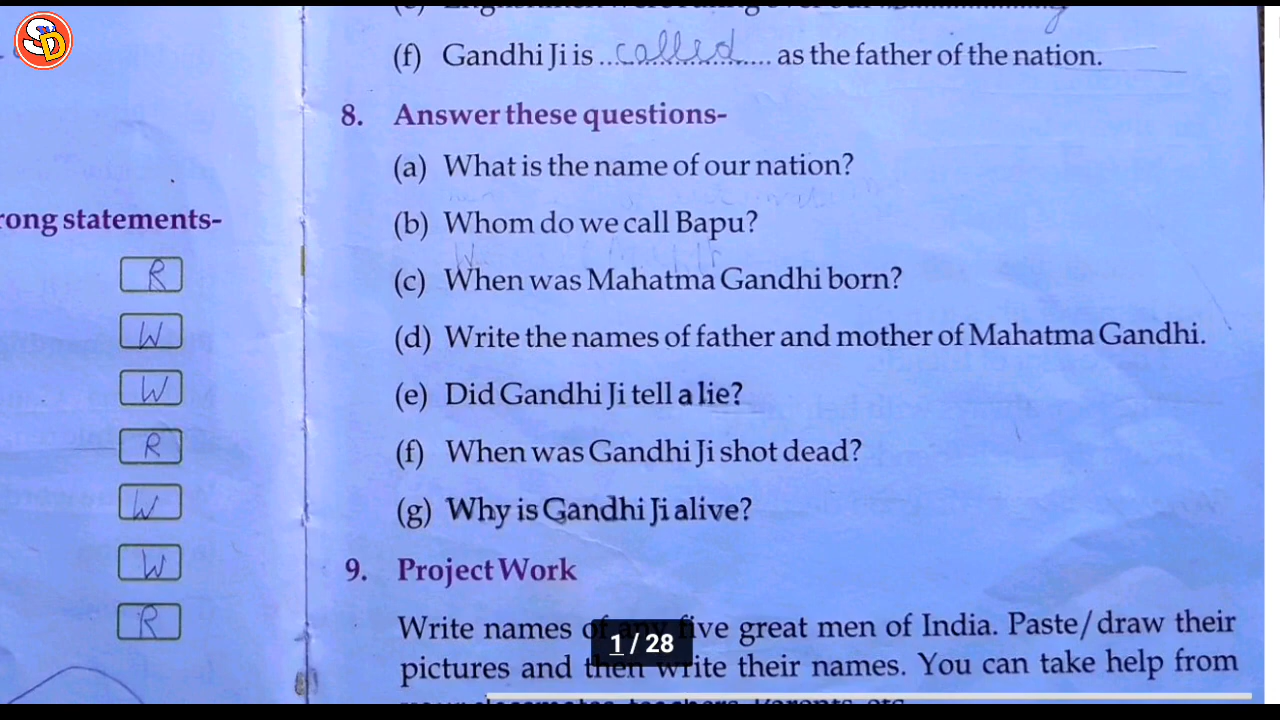 SD
(f) Gandhi Ji is ...called... as the father of the nation.
8. Answer these questions-
(a) What is the name of our nation?
rong statements-
(b) Whom do we call Bapu?
R
(c) When was Mahatma Gandhi born?
W
(d) Write the names of father and mother of Mahatma Gandhi.
W
(e) Did Gandhi Ji tell a lie?
R
(f) When was Gandhi Ji shot dead?
W
(g) Why is Gandhi Ji alive?
W
9. Project Work
R
Write names of any five great men of India. Paste/draw their
1 / 28
pictures and then write their names. You can take help from